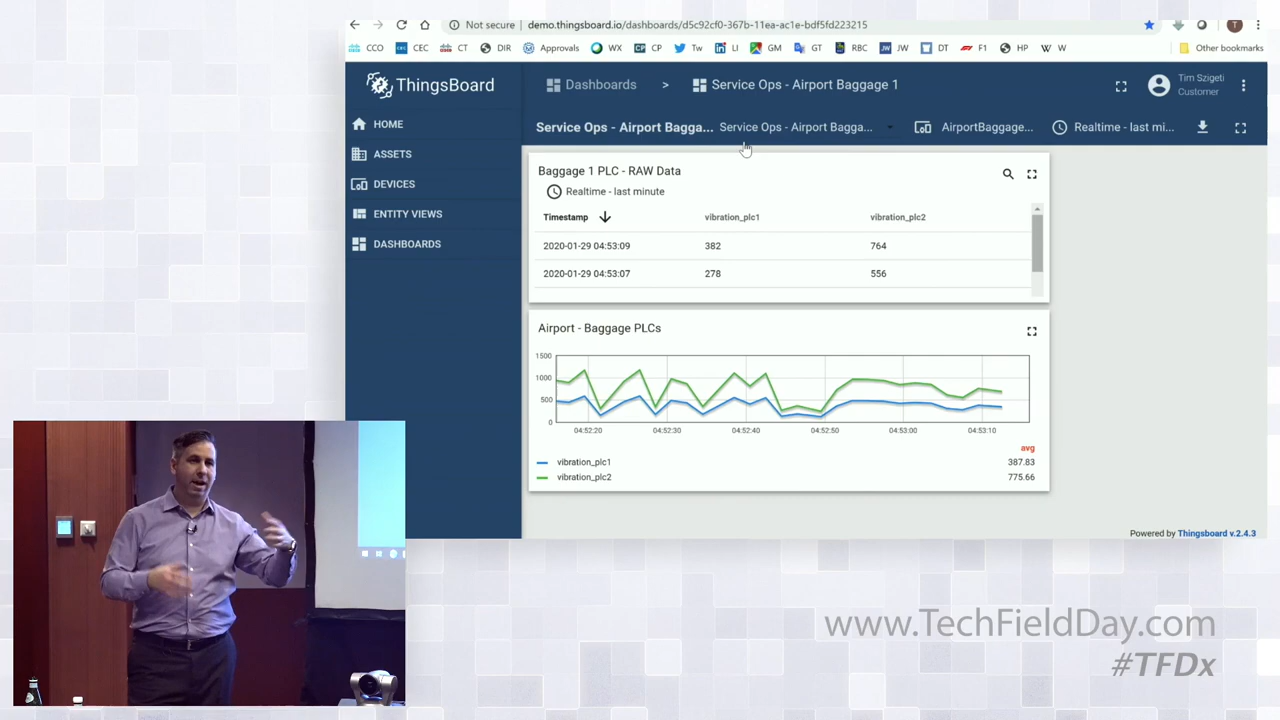 Not secure | demo.thingsboard.io/dashboards/d5c92cf0-367b-11ea-ac1e-bdf5fd223215
T
CCO CEC CT DIR Approvals WX CP CP Tw LI GM GT RBC JW JW DT F1 HP W W Other bookmarks
ThingsBoard
Dashboards > Service Ops - Airport Baggage 1
Tim Szigeti
Customer
HOME
ASSETS
DEVICES
ENTITY VIEWS
DASHBOARDS
Service Ops - Airport Bagga... Service Ops - Airport Bagga... AirportBaggage... Realtime - last mi...
Baggage 1 PLC - RAW Data
Realtime - last minute
Timestamp vibration_plc1 vibration_plc2
2020-01-29 04:53:09 382 764
2020-01-29 04:53:07 278 556
Airport - Baggage PLCs
1500
1000
500
0
04:52:20 04:52:30 04:52:40 04:52:50 04:53:00 04:53:10
avg
vibration_plc1 387.83
vibration_plc2 775.66
Powered by Thingsboard v.2.4.3
www.TechFieldDay.com
#TFDx